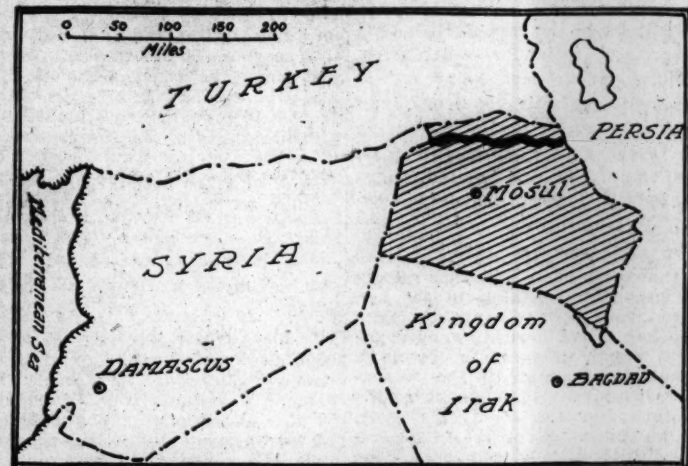 0 50 100 150 200
Miles
TURKEY
PERSIA
Mosul
Mediterranean Sea
SYRIA
Kingdom
of
Irak
DAMASCUS
BAGDAD